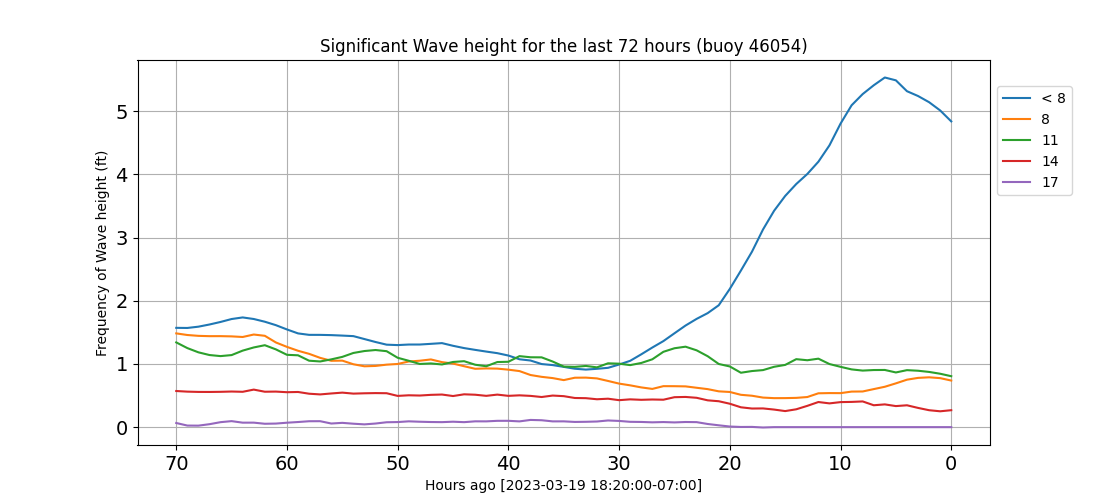 Significant Wave height for the last 72 hours (buoy 46054)
Frequency of Wave height (ft)
5
4
3
2
1
0
70 60 50 40 30 20 10 0
Hours ago [2023-03-19 18:20:00-07:00]
< 8
8
11
14
17